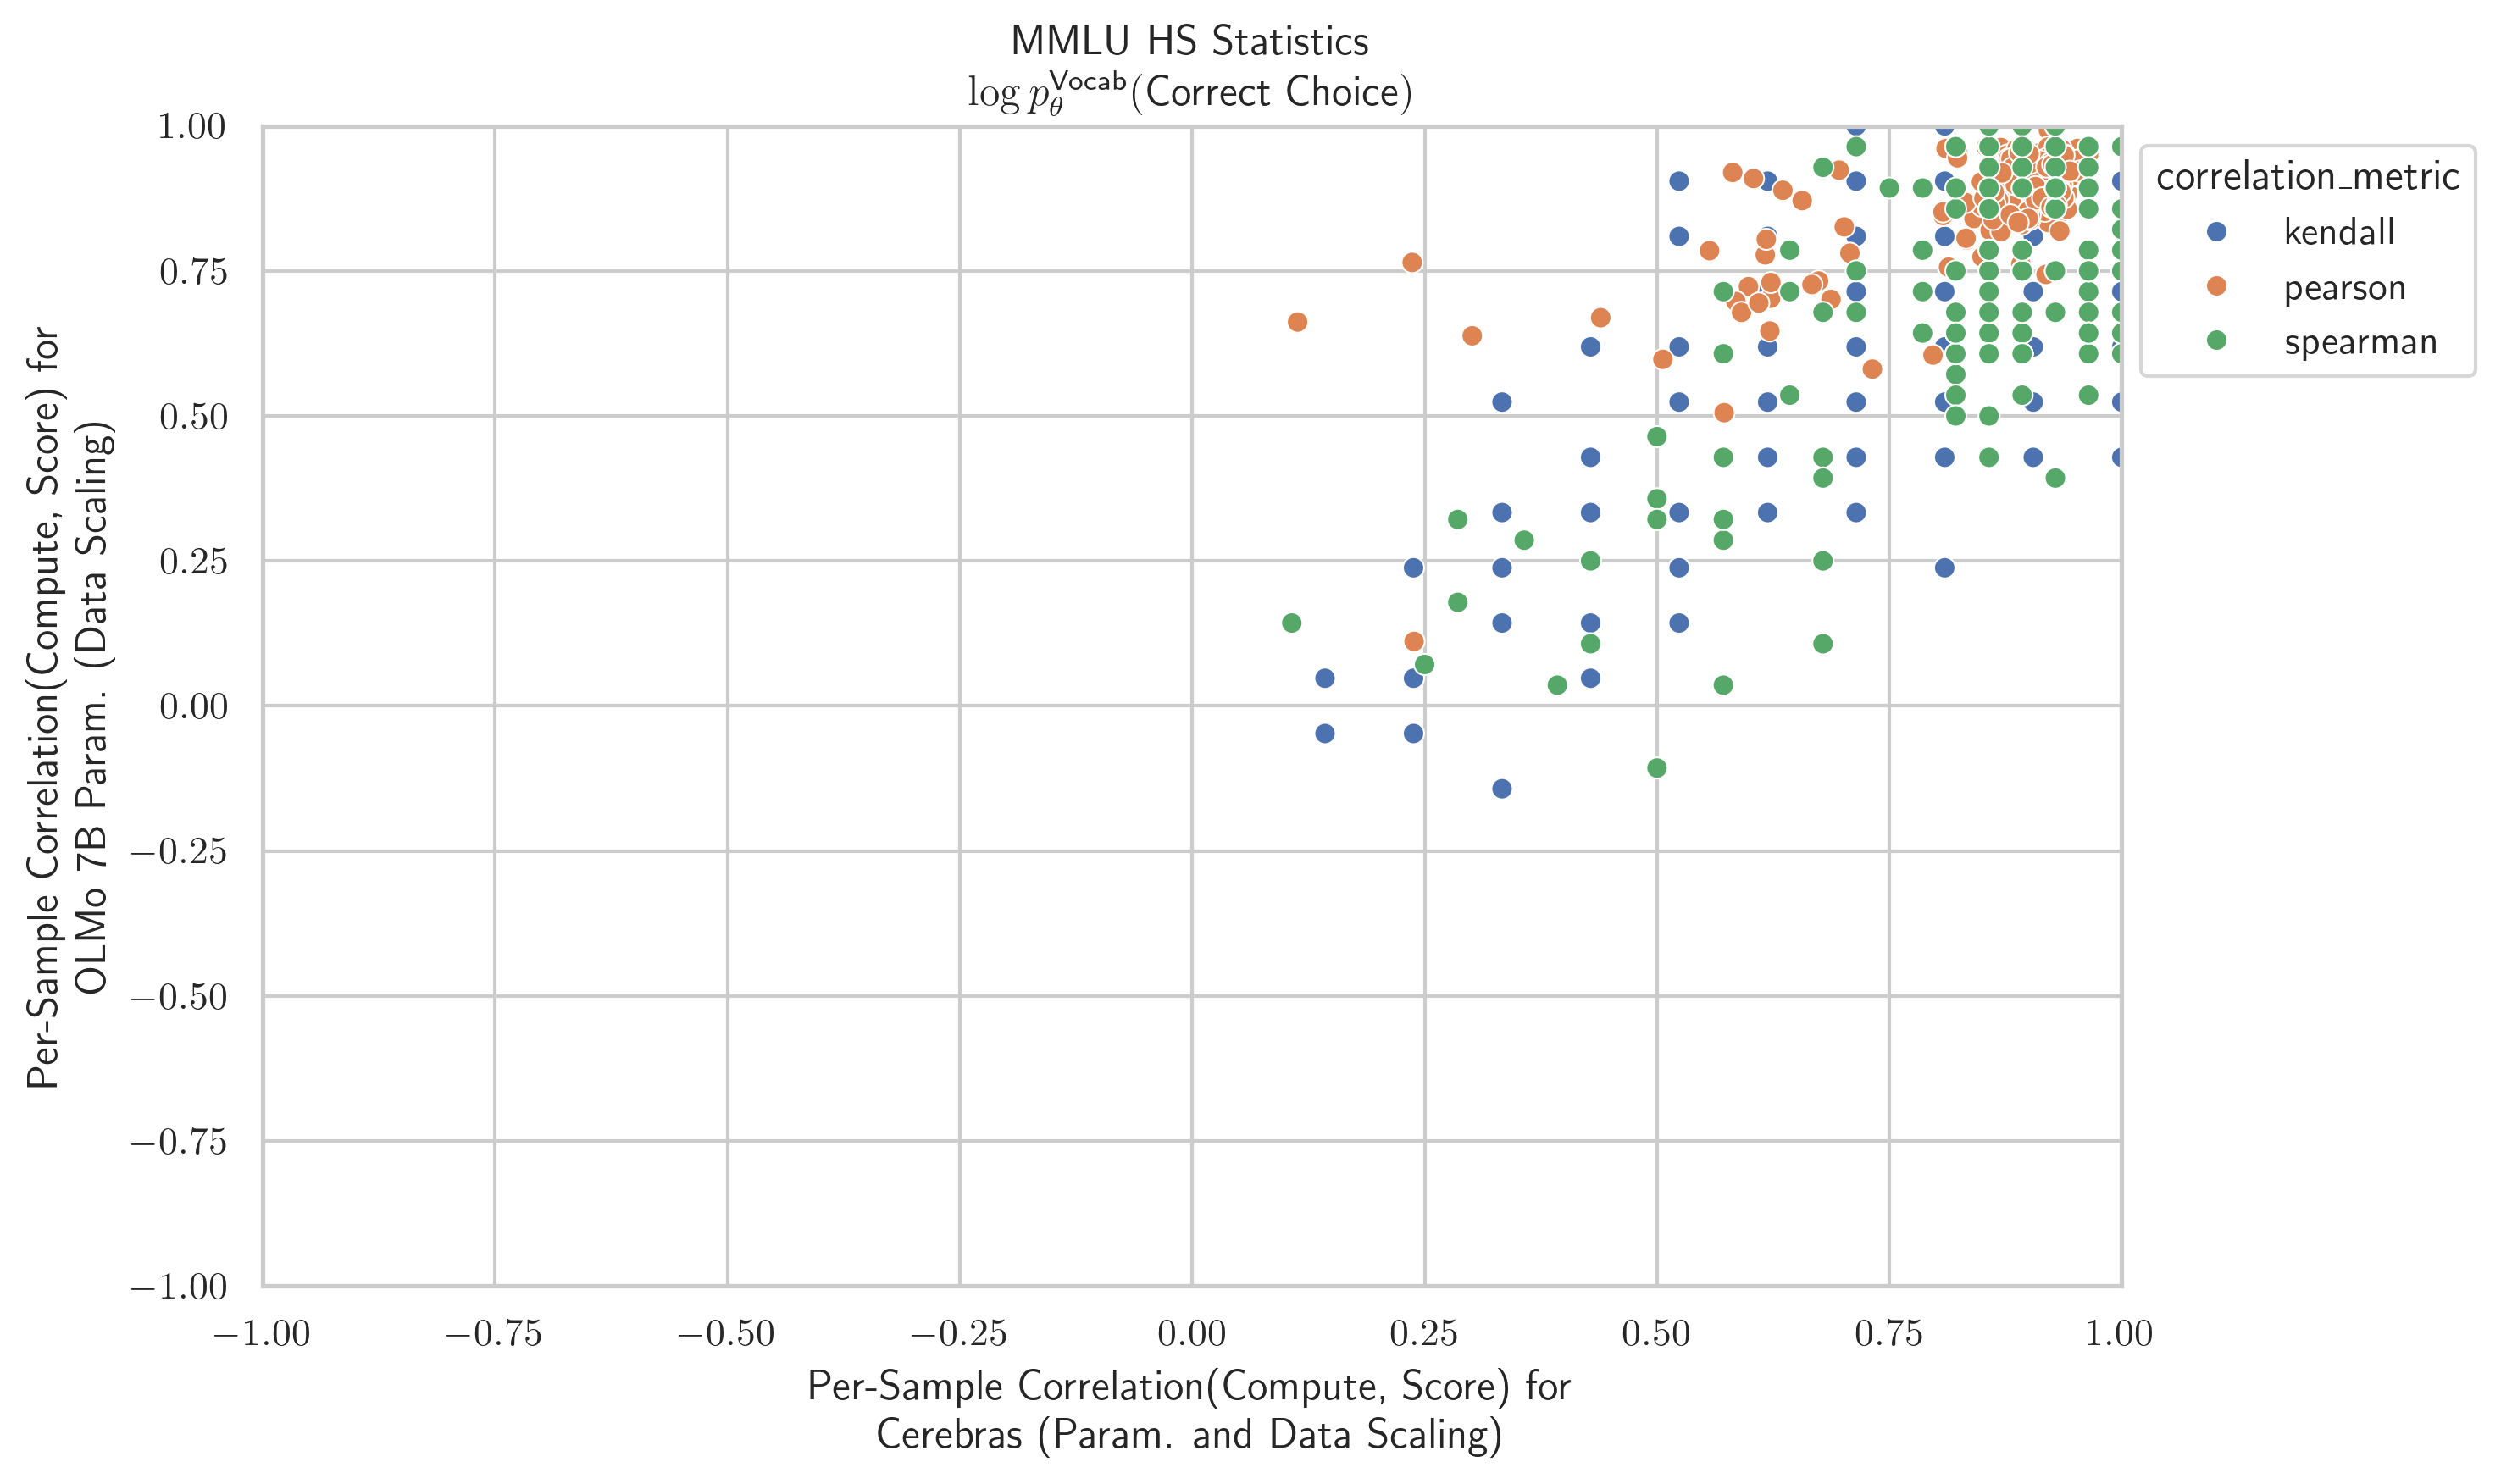 MMLU HS Statistics
log p_θ^Vocab(Correct Choice)
Per-Sample Correlation(Compute, Score) for
OLMo 7B Param. (Data Scaling)
1.00
0.75
0.50
0.25
0.00
−0.25
−0.50
−0.75
−1.00
−1.00 −0.75 −0.50 −0.25 0.00 0.25 0.50 0.75 1.00
Per-Sample Correlation(Compute, Score) for
Cerebras (Param. and Data Scaling)
correlation_metric
kendall
pearson
spearman